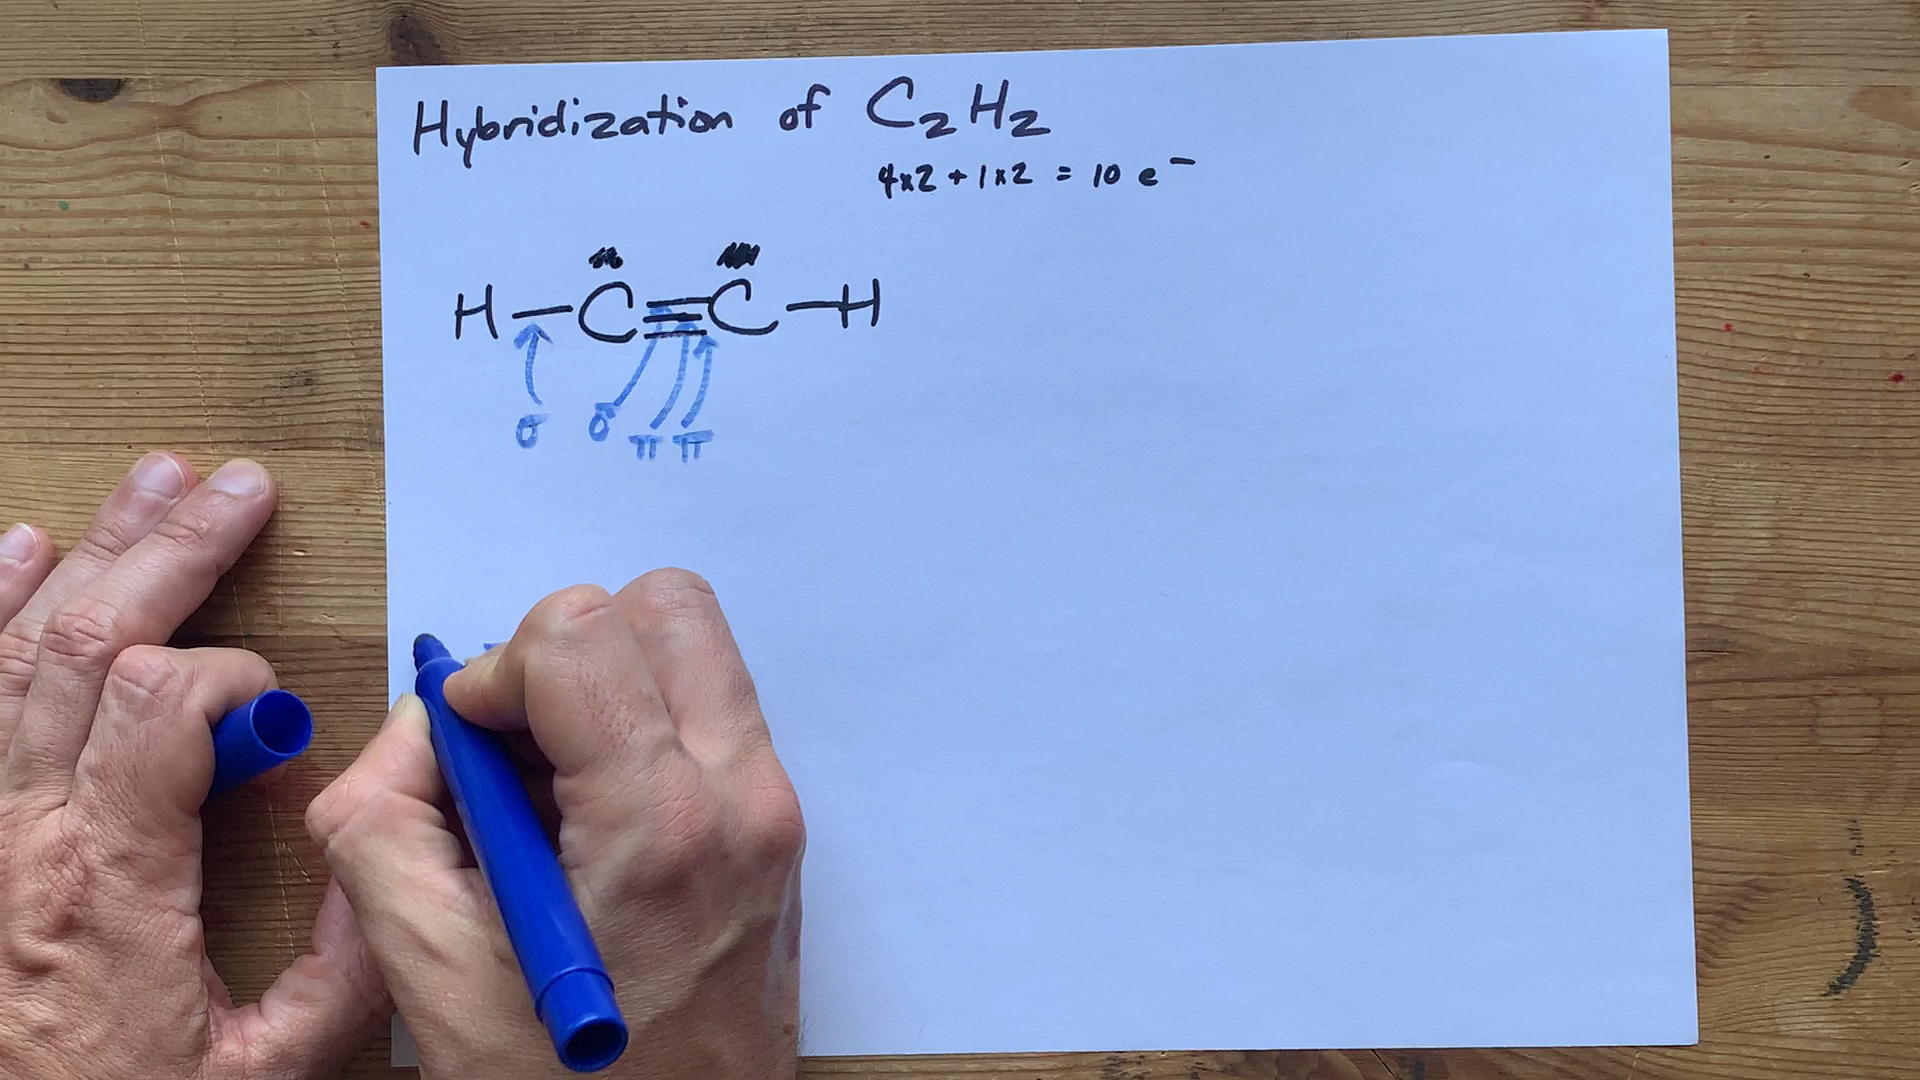 Hybridization of C₂H₂
4x2 + 1x2 = 10 e⁻
H—C≡C—H
σ σ π π